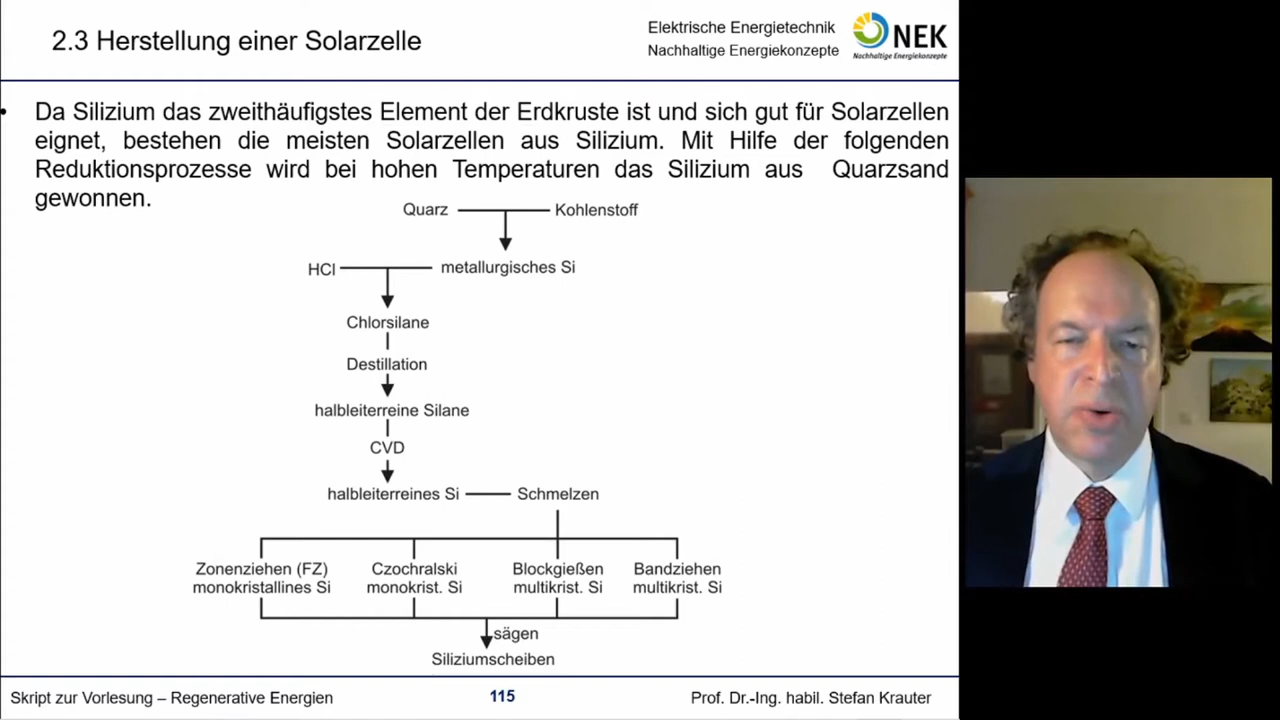 2.3 Herstellung einer Solarzelle
Elektrische Energietechnik
Nachhaltige Energiekonzepte
NEK
Nachhaltige Energiekonzepte
• Da Silizium das zweithäufigstes Element der Erdkruste ist und sich gut für Solarzellen
eignet, bestehen die meisten Solarzellen aus Silizium. Mit Hilfe der folgenden
Reduktionsprozesse wird bei hohen Temperaturen das Silizium aus Quarzsand
gewonnen.
Quarz Kohlenstoff
HCl metallurgisches Si
Chlorsilane
Destillation
halbleiterreine Silane
CVD
halbleiterreines Si Schmelzen
Zonenziehen (FZ) Czochralski Blockgießen Bandziehen
monokristallines Si monokrist. Si multikrist. Si multikrist. Si
sägen
Siliziumscheiben
Skript zur Vorlesung – Regenerative Energien 115 Prof. Dr.-Ing. habil. Stefan Krauter